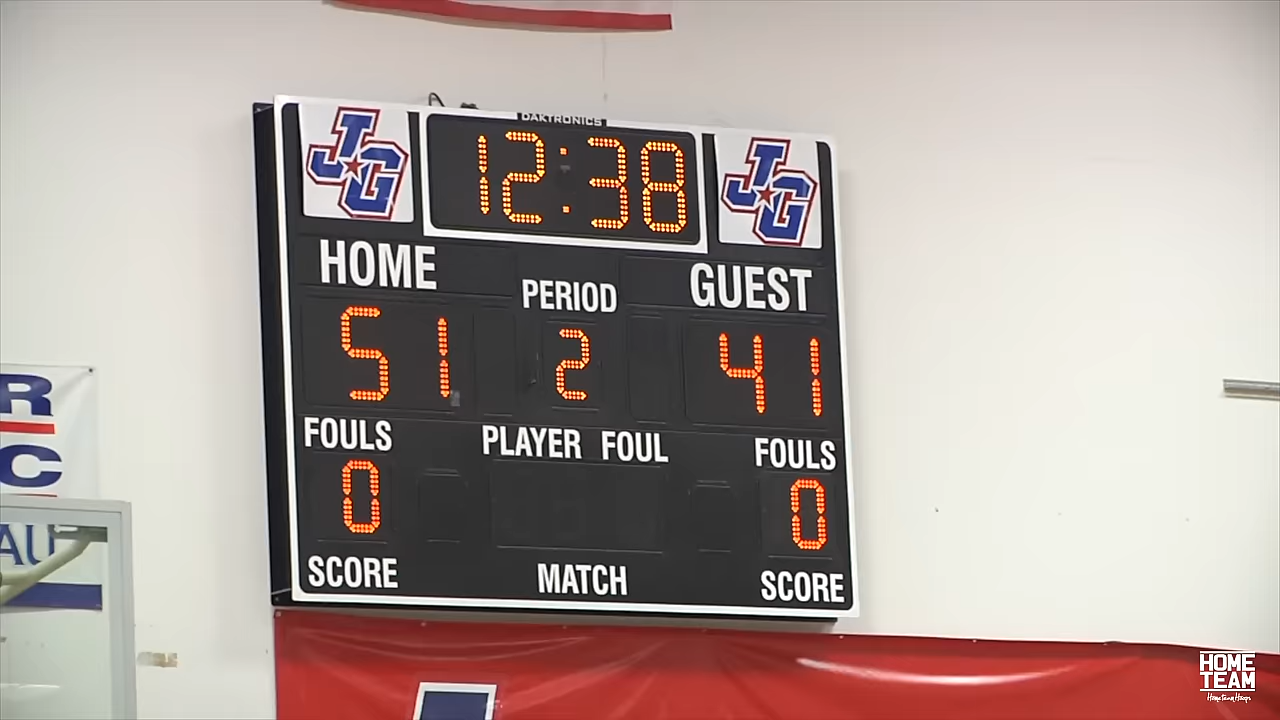 DAKTRONICS
JG
12:38
JG
HOME
PERIOD
GUEST
51
2
41
FOULS
PLAYER FOUL
FOULS
0
0
SCORE
MATCH
SCORE
R
C
AU
HOME
TEAM